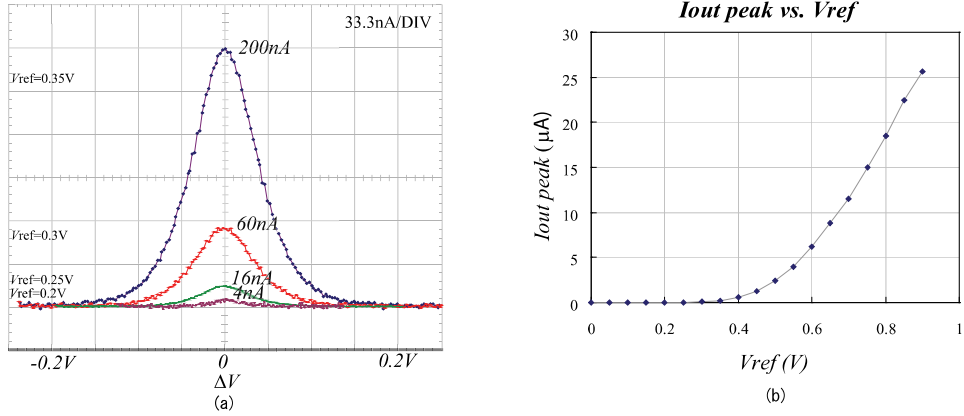 33.3nA/DIV
200nA
Vref=0.35V
60nA
Vref=0.3V
16nA
Vref=0.25V
4nA
Vref=0.2V
-0.2V
0
0.2V
ΔV
(a)
Iout peak vs. Vref
30
25
20
15
10
5
0
Iout peak (μA)
0
0.2
0.4
0.6
0.8
1
Vref (V)
(b)